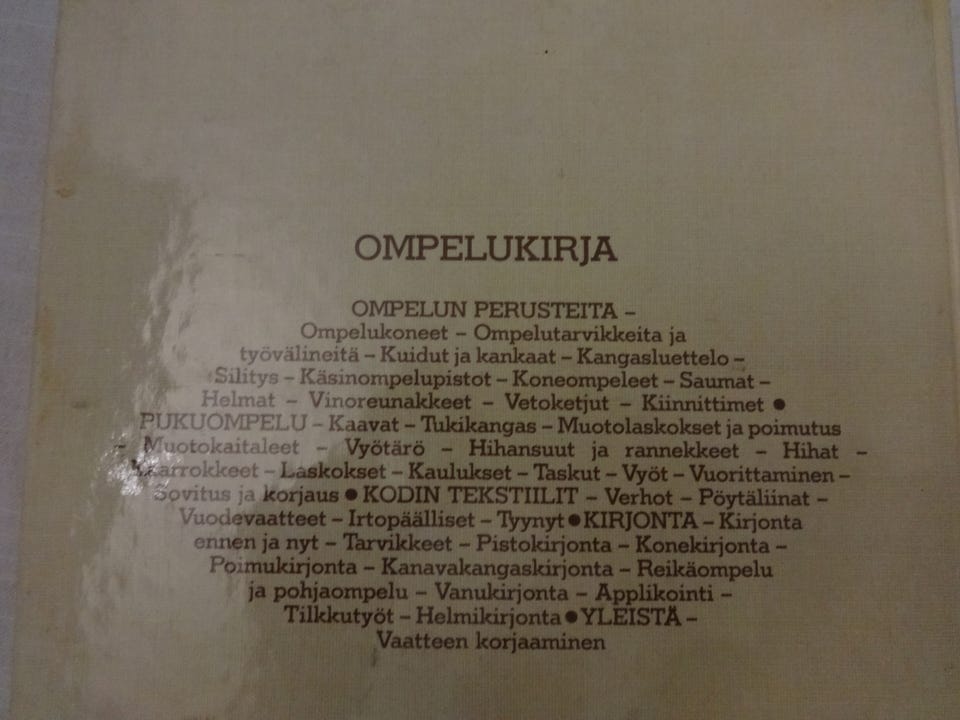 OMPELUKIRJA
OMPELUN PERUSTEITA –
Ompelukoneet – Ompelutarvikkeita ja
työvälineitä – Kuidut ja kankaat – Kangasluettelo –
Silitys – Käsinompelupistot – Koneompeleet – Saumat –
Helmat – Vinoreunakkeet – Vetoketjut – Kiinnittimet ●
PUKUOMPELU – Kaavat – Tukikangas – Muotolaskokset ja poimutus
– Muotokaitaleet – Vyötärö – Hihansuut ja rannekkeet – Hihat –
Kaarrokkeet – Laskokset – Kaulukset – Taskut – Vyöt – Vuorittaminen –
Sovitus ja korjaus ● KODIN TEKSTIILIT – Verhot – Pöytäliinat –
Vuodevaatteet – Irtopäälliset – Tyynyt ● KIRJONTA – Kirjonta
ennen ja nyt – Tarvikkeet – Pistokirjonta – Konekirjonta –
Poimukirjonta – Kanavakangaskirjonta – Reikäompelu
ja pohjaompelu – Vanukirjonta – Applikointi –
Tilkkutyöt – Helmikirjonta ● YLEISTÄ –
Vaatteen korjaaminen